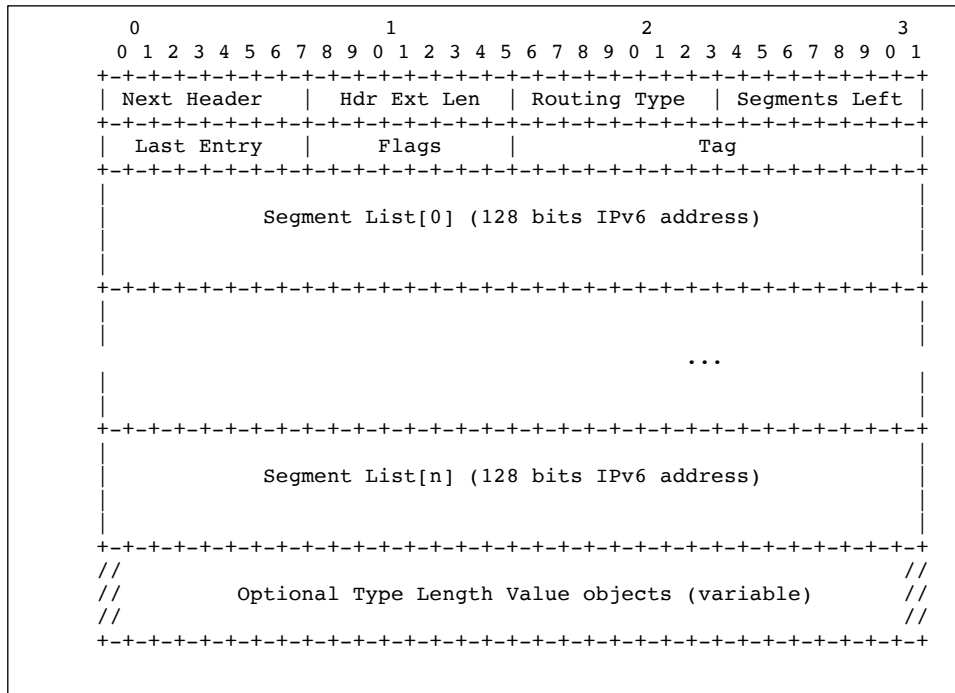 0 1 2 3
0 1 2 3 4 5 6 7 8 9 0 1 2 3 4 5 6 7 8 9 0 1 2 3 4 5 6 7 8 9 0 1
+-+-+-+-+-+-+-+-+-+-+-+-+-+-+-+-+-+-+-+-+-+-+-+-+-+-+-+-+-+-+-+-+
| Next Header | Hdr Ext Len | Routing Type | Segments Left |
+-+-+-+-+-+-+-+-+-+-+-+-+-+-+-+-+-+-+-+-+-+-+-+-+-+-+-+-+-+-+-+-+
| Last Entry | Flags | Tag |
+-+-+-+-+-+-+-+-+-+-+-+-+-+-+-+-+-+-+-+-+-+-+-+-+-+-+-+-+-+-+-+-+
| |
| Segment List[0] (128 bits IPv6 address) |
| |
| |
+-+-+-+-+-+-+-+-+-+-+-+-+-+-+-+-+-+-+-+-+-+-+-+-+-+-+-+-+-+-+-+-+
| |
| |
...
| |
| |
+-+-+-+-+-+-+-+-+-+-+-+-+-+-+-+-+-+-+-+-+-+-+-+-+-+-+-+-+-+-+-+-+
| |
| Segment List[n] (128 bits IPv6 address) |
| |
| |
+-+-+-+-+-+-+-+-+-+-+-+-+-+-+-+-+-+-+-+-+-+-+-+-+-+-+-+-+-+-+-+-+
// //
// Optional Type Length Value objects (variable) //
// //
+-+-+-+-+-+-+-+-+-+-+-+-+-+-+-+-+-+-+-+-+-+-+-+-+-+-+-+-+-+-+-+-+